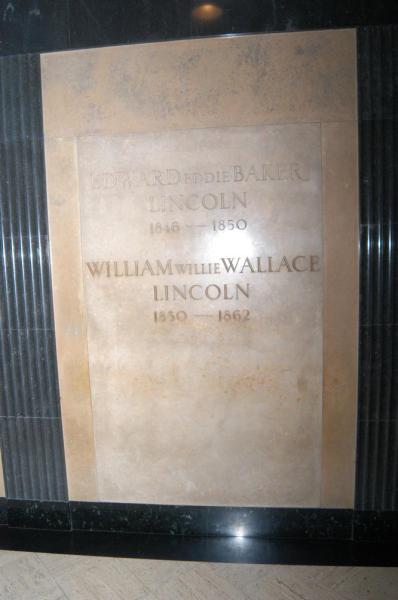 EDWARD EDDIE BAKER
LINCOLN
1846 — 1850
WILLIAM WILLIE WALLACE
LINCOLN
1850 — 1862